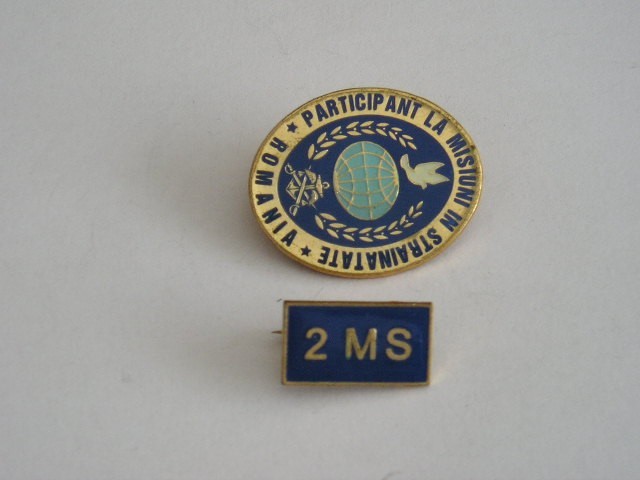 ROMANIA ★ PARTICIPANT LA MISIUNI IN STRAINATATE ★
2 MS